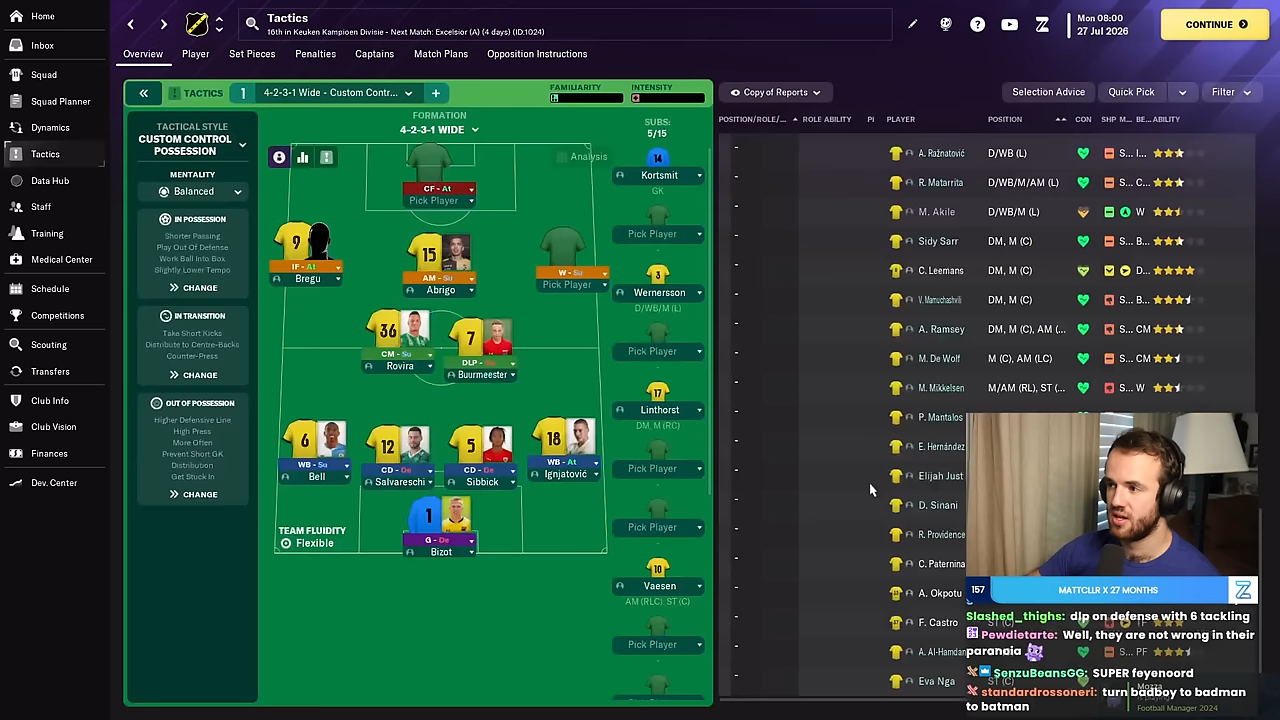 Home
Inbox
Squad
Squad Planner
Dynamics
Tactics
Data Hub
Staff
Training
Medical Center
Schedule
Competitions
Scouting
Transfers
Club Info
Club Vision
Finances
Dev. Center
Tactics
16th in Keuken Kampioen Divisie - Next Match: Excelsior (A) (4 days) (ID:1024)
Mon 08:00
27 Jul 2026
CONTINUE
Overview
Player
Set Pieces
Penalties
Captains
Match Plans
Opposition Instructions
TACTICS
1
4-2-3-1 Wide - Custom Contr...
FAMILIARITY
INTENSITY
TACTICAL STYLE
CUSTOM CONTROL
POSSESSION
MENTALITY
Balanced
IN POSSESSION
Shorter Passing
Play Out Of Defense
Work Ball Into Box
Slightly Lower Tempo
CHANGE
IN TRANSITION
Take Short Kicks
Distribute to Centre-Backs
Counter-Press
CHANGE
OUT OF POSSESSION
Higher Defensive Line
High Press
More Often
Prevent Short GK
Distribution
Get Stuck In
CHANGE
FORMATION
4-2-3-1 WIDE
Analysis
CF - At
Pick Player
9
IF - At
Bregu
15
AM - Su
Abrigo
W - Su
Pick Player
36
CM - Su
Rovira
7
DLP -
Buurmeester
6
WB - Su
Bell
12
CD - De
Salvareschi
5
CD - De
Sibbick
18
WB - At
Ignjatović
1
G - De
Bizot
TEAM FLUIDITY
Flexible
SUBS:
5/15
14
Kortsmit
GK
Pick Player
3
Wernersson
D/WB/M (L)
Pick Player
17
Linthorst
DM, M (RC)
Pick Player
Pick Player
10
Vaesen
AM (RLC), ST (C)
Pick Player
Copy of Reports
Selection Advice
Quick Pick
Filter
POSITION/ROLE/...
ROLE ABILITY
PI
PLAYER
POSITION
CON
SHP
M...
BE...
ABILITY
A. Ražnatović D/WB (L) S... I...
R. Matarrita D/WB/M/AM (L) S... C...
M. Akile D/WB/M (L) W
Sidy Sarr DM, M (C) S... B...
C. Leemans DM, M (C) D...
V. Mamuchashvili DM, M (C) S... B...
A. Ramsey DM, M (C), AM (... S... CM
M. De Wolf M (C), AM (LC) S... CM
M. Mikkelsen M/AM (RL), ST (... S... W
P. Mantalos
E. Hernández
Elijah Just
D. Sinani
R. Providence
C. Paternina
A. Okpotu
F. Castro ST (C) TF
A. Al-Hamdan S... PF
Eva Nga ST (C)
157
MATTCLLR X 27 MONTHS
Z
Slashed_thighs: dlp on defense with 6 tackling
Pewdietarte: Well, they are not wrong in their
paranoia
SenzuBeansGG: SUPER feyenoord
standardrossoneri: turn badboy to badman
to batman
Football Manager 2024